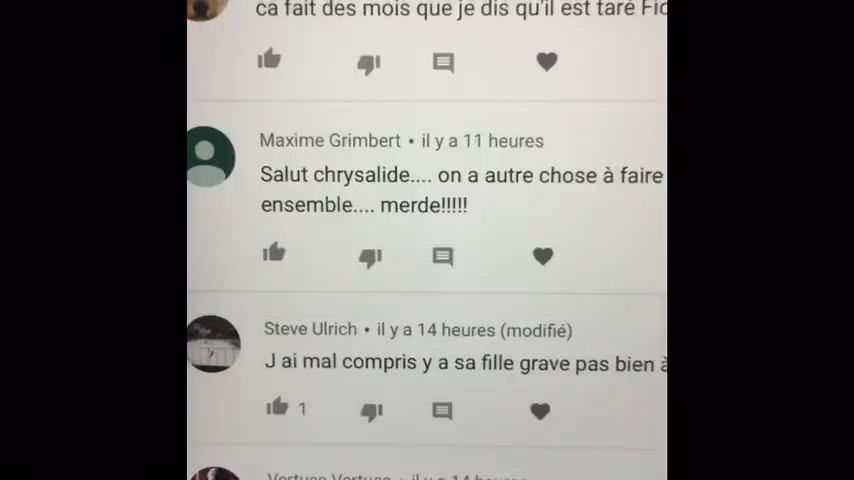 ca fait des mois que je dis qu'il est taré
Maxime Grimbert • il y a 11 heures
Salut chrysalide.... on a autre chose à faire
ensemble.... merde!!!!!
Steve Ulrich • il y a 14 heures (modifié)
J ai mal compris y a sa fille grave pas bien à
1